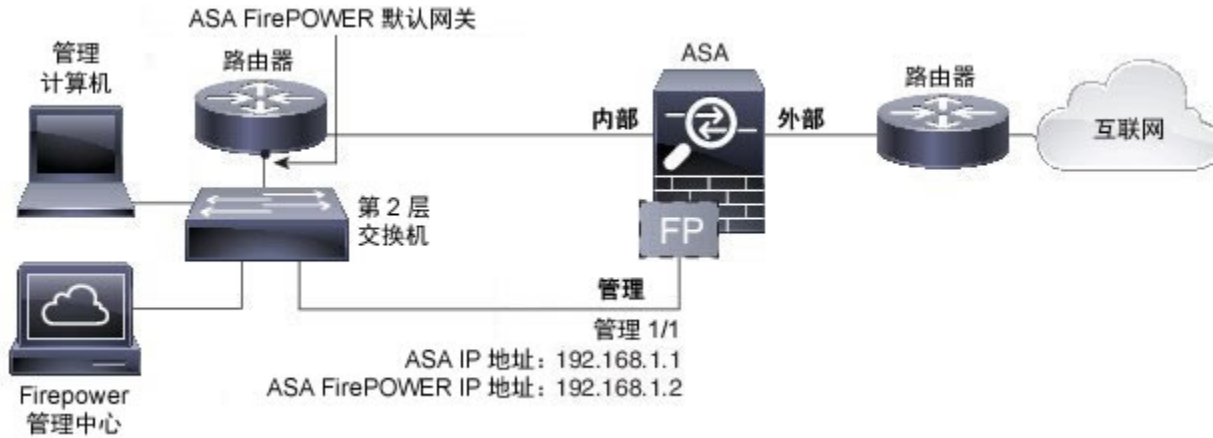 ASA FirePOWER 默认网关
管理
计算机
路由器
ASA
路由器
内部
外部
互联网
第 2 层
交换机
FP
管理
管理 1/1
ASA IP 地址：192.168.1.1
ASA FirePOWER IP 地址：192.168.1.2
Firepower
管理中心